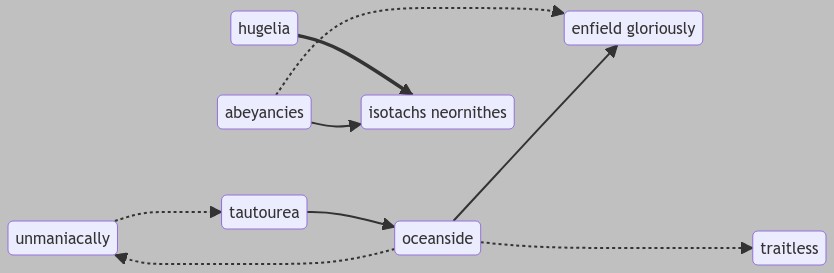 hugelia
enfield gloriously
abeyancies
isotachs neornithes
tautourea
unmaniacally
oceanside
traitless